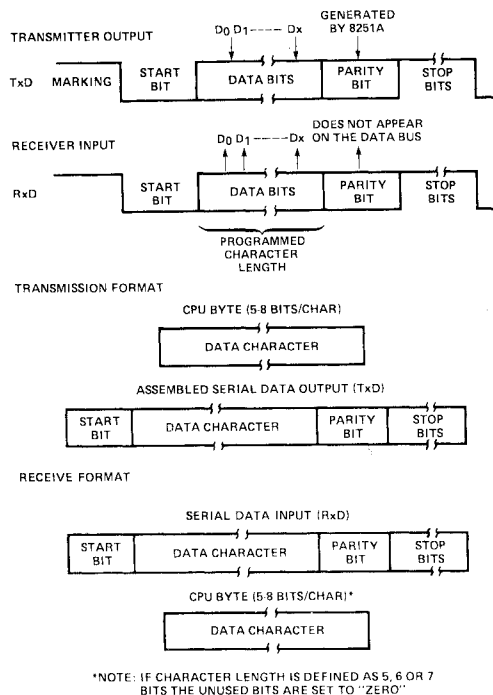 GENERATED
BY 8251A
TRANSMITTER OUTPUT
D0 D1 ----- Dx
TxD MARKING
START
BIT
DATA BITS
PARITY
BIT
STOP
BITS
DOES NOT APPEAR
ON THE DATA BUS
RECEIVER INPUT
D0 D1 ----- Dx
RxD
START
BIT
DATA BITS
PARITY
BIT
STOP
BITS
PROGRAMMED
CHARACTER
LENGTH
TRANSMISSION FORMAT
CPU BYTE (5-8 BITS/CHAR)
DATA CHARACTER
ASSEMBLED SERIAL DATA OUTPUT (TxD)
START
BIT
DATA CHARACTER
PARITY
BIT
STOP
BITS
RECEIVE FORMAT
SERIAL DATA INPUT (RxD)
START
BIT
DATA CHARACTER
PARITY
BIT
STOP
BITS
CPU BYTE (5-8 BITS/CHAR)*
DATA CHARACTER
*NOTE: IF CHARACTER LENGTH IS DEFINED AS 5, 6 OR 7
BITS THE UNUSED BITS ARE SET TO "ZERO"